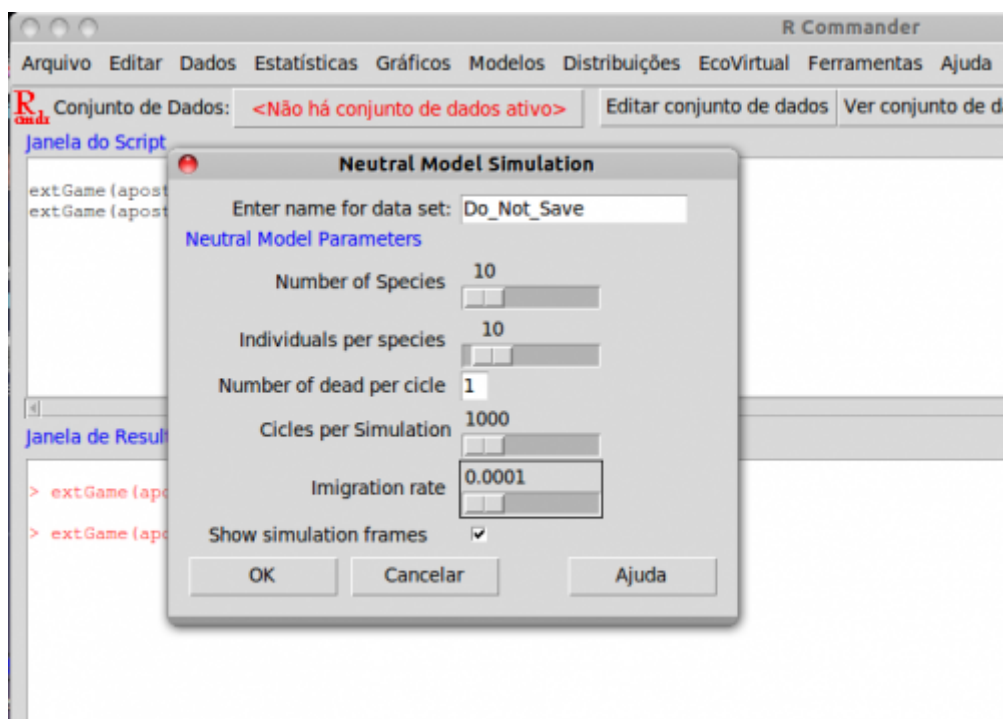 R Commander
Arquivo Editar Dados Estatísticas Gráficos Modelos Distribuições EcoVirtual Ferramentas Ajuda
R Conjunto de Dados: <Não há conjunto de dados ativo> Editar conjunto de dados Ver conjunto de d
Janela do Script
extGame(apost
extGame(apost
Neutral Model Simulation
Enter name for data set: Do_Not_Save
Neutral Model Parameters
Number of Species 10
Individuals per species 10
Number of dead per cicle 1
Cicles per Simulation 1000
Imigration rate 0.0001
Show simulation frames
OK Cancelar Ajuda
Janela de Result
> extGame(apo
> extGame(apo